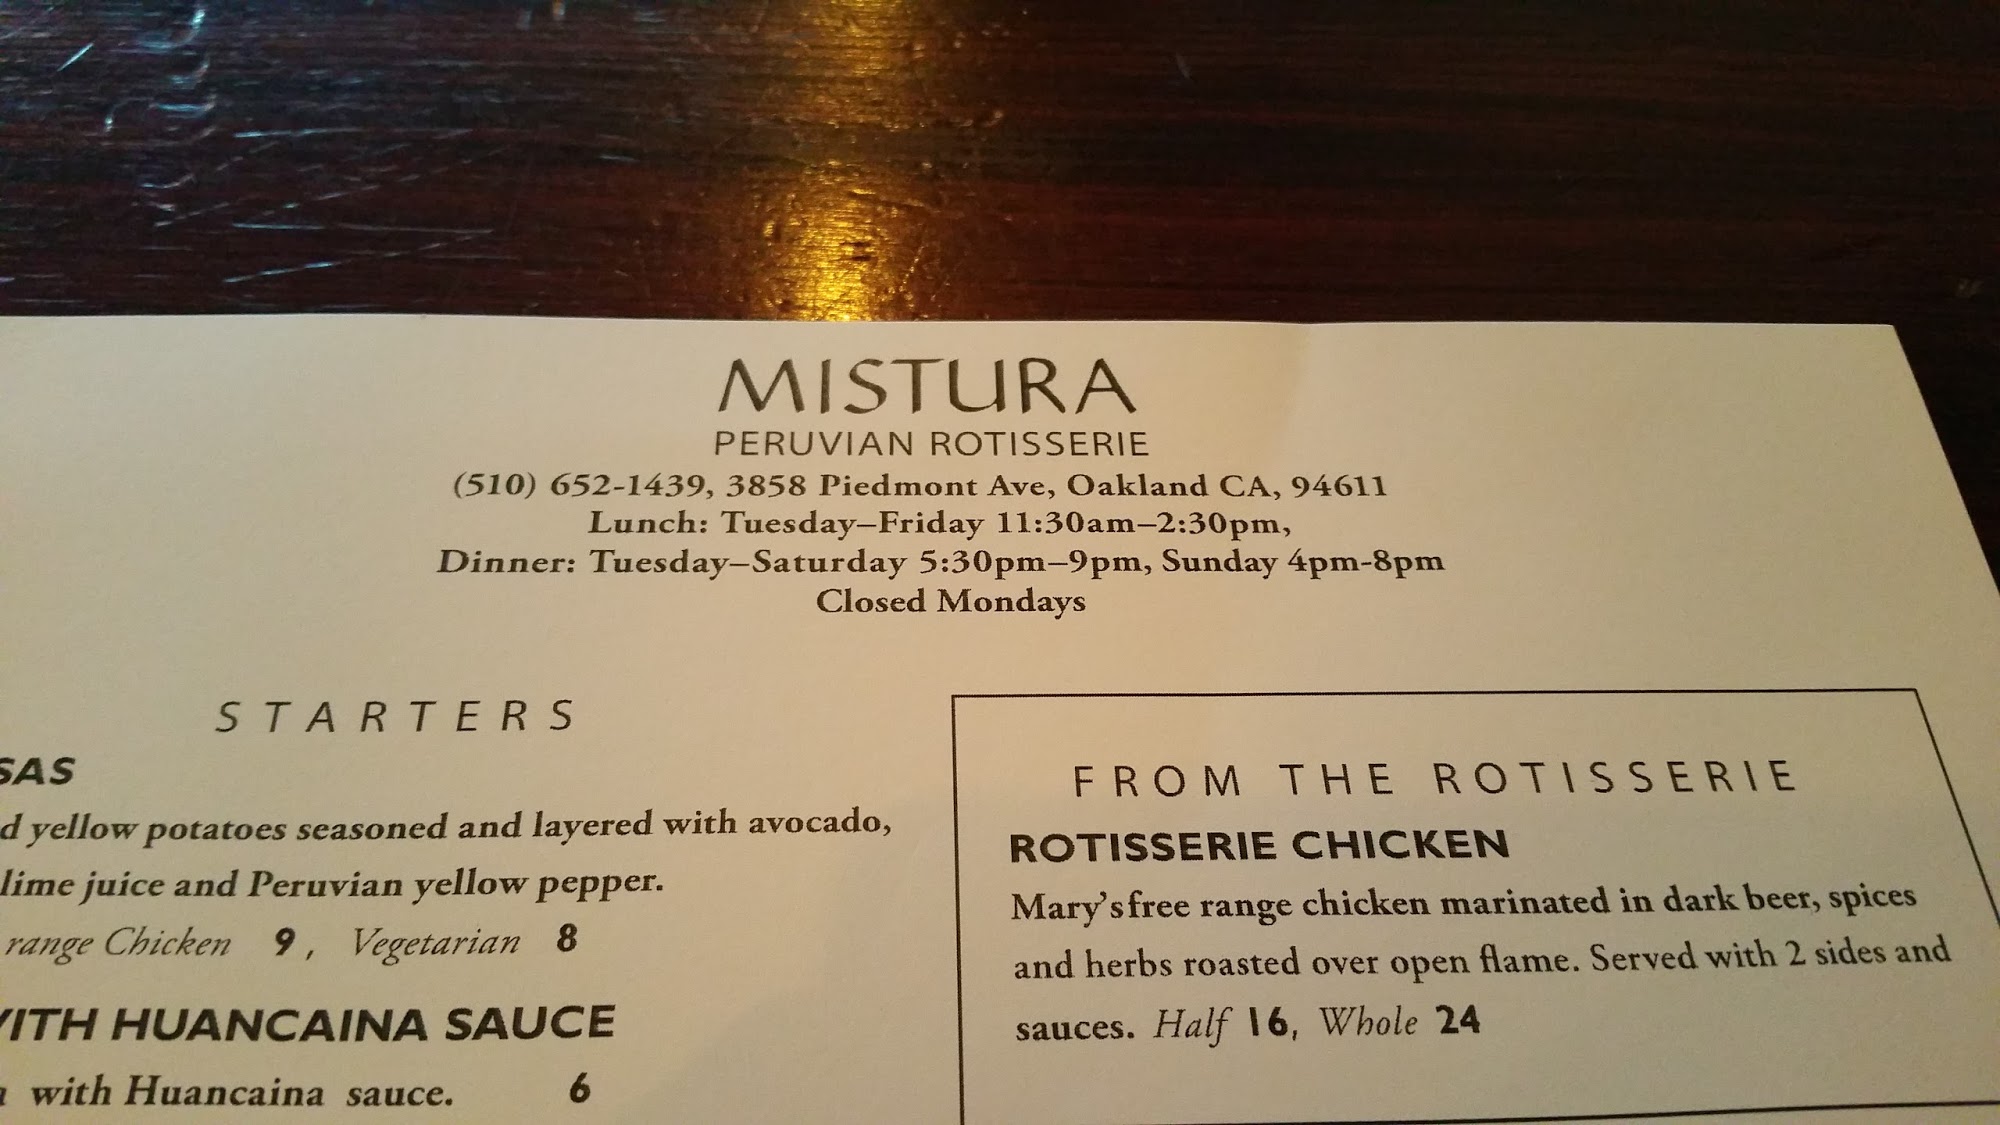 MISTURA
PERUVIAN ROTISSERIE
(510) 652-1439, 3858 Piedmont Ave, Oakland CA, 94611
Lunch: Tuesday–Friday 11:30am–2:30pm,
Dinner: Tuesday–Saturday 5:30pm–9pm, Sunday 4pm-8pm
Closed Mondays
STARTERS
yellow potatoes seasoned and layered with avocado,
lime juice and Peruvian yellow pepper.
range Chicken 9, Vegetarian 8
HUANCAINA SAUCE
with Huancaina sauce. 6
FROM THE ROTISSERIE
ROTISSERIE CHICKEN
Mary's free range chicken marinated in dark beer, spices
and herbs roasted over open flame. Served with 2 sides and
sauces. Half 16, Whole 24